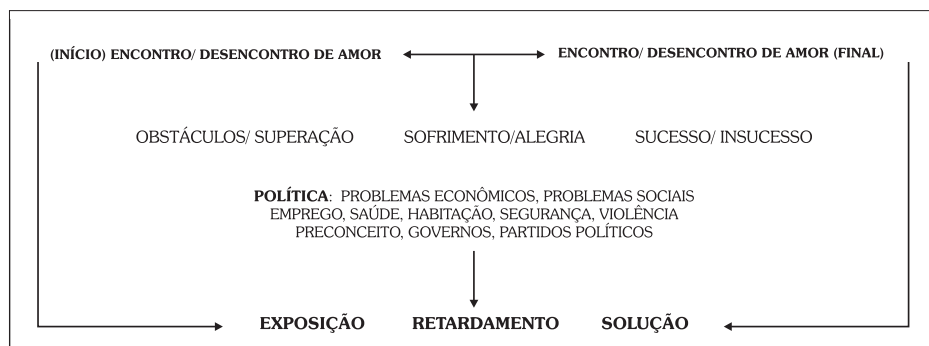 (INÍCIO) ENCONTRO/ DESENCONTRO DE AMOR
ENCONTRO/ DESENCONTRO DE AMOR (FINAL)
OBSTÁCULOS/ SUPERAÇÃO
SOFRIMENTO/ALEGRIA
SUCESSO/ INSUCESSO
POLÍTICA: PROBLEMAS ECONÔMICOS, PROBLEMAS SOCIAIS
EMPREGO, SAÚDE, HABITAÇÃO, SEGURANÇA, VIOLÊNCIA
PRECONCEITO, GOVERNOS, PARTIDOS POLÍTICOS
EXPOSIÇÃO
RETARDAMENTO
SOLUÇÃO